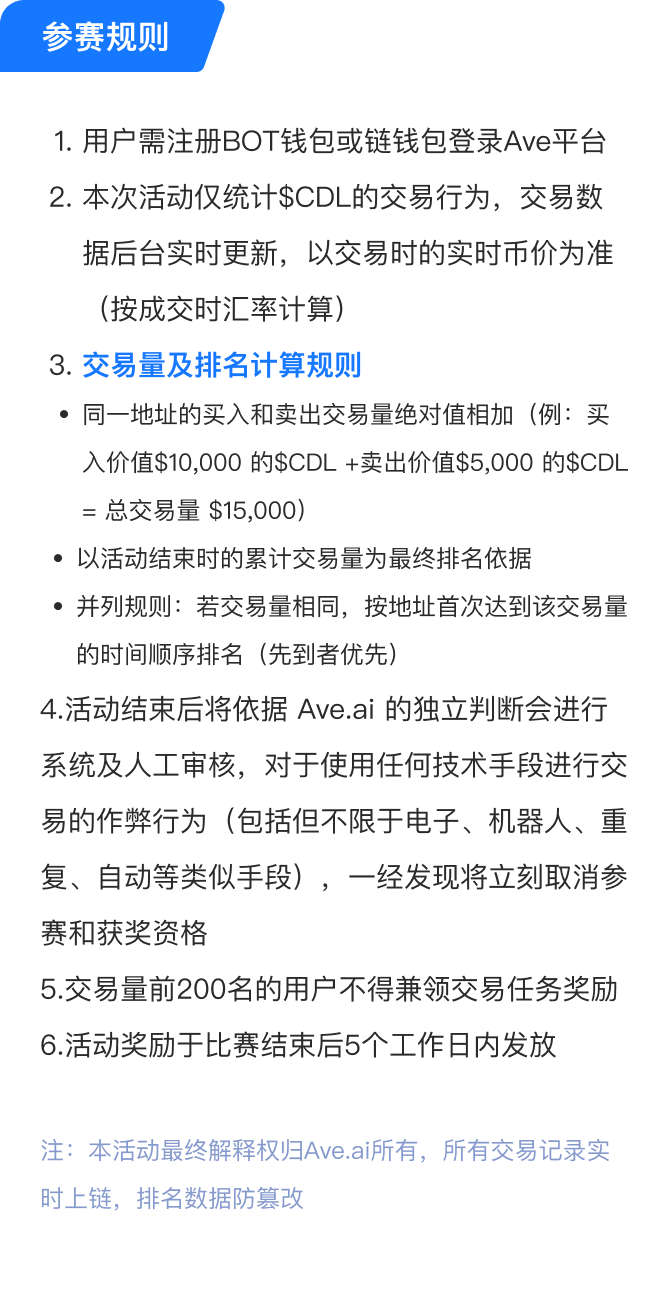 参赛规则
1. 用户需注册BOT钱包或链钱包登录Ave平台
2. 本次活动仅统计$CDL的交易行为，交易数
据后台实时更新，以交易时的实时币价为准
（按成交时汇率计算）
3. 交易量及排名计算规则
• 同一地址的买入和卖出交易量绝对值相加（例：买
入价值$10,000 的$CDL +卖出价值$5,000 的$CDL
= 总交易量 $15,000）
• 以活动结束时的累计交易量为最终排名依据
• 并列规则：若交易量相同，按地址首次达到该交易量
的时间顺序排名（先到者优先）
4.活动结束后将依据 Ave.ai 的独立判断会进行
系统及人工审核，对于使用任何技术手段进行交
易的作弊行为（包括但不限于电子、机器人、重
复、自动等类似手段），一经发现将立刻取消参
赛和获奖资格
5.交易量前200名的用户不得兼领交易任务奖励
6.活动奖励于比赛结束后5个工作日内发放
注：本活动最终解释权归Ave.ai所有，所有交易记录实
时上链，排名数据防篡改